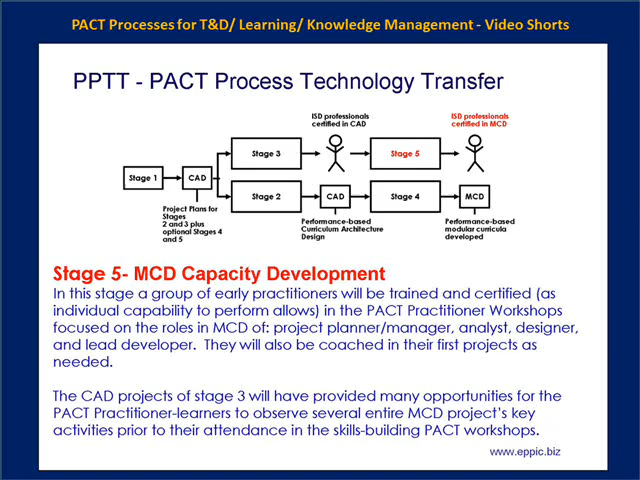 PACT Processes for T&D/ Learning/ Knowledge Management - Video Shorts
PPTT - PACT Process Technology Transfer
ISD professionals
certified in CAD
ISD professionals
certified in MCD
Stage 3
Stage 5
Stage 1
CAD
Stage 2
CAD
Stage 4
MCD
Project Plans for
Stages
2 and 3 plus
optional Stages 4
and 5
Performance-based
Curriculum Architecture
Design
Performance-based
modular curricula
developed
Stage 5- MCD Capacity Development
In this stage a group of early practitioners will be trained and certified (as
individual capability to perform allows) in the PACT Practitioner Workshops
focused on the roles in MCD of: project planner/manager, analyst, designer,
and lead developer. They will also be coached in their first projects as
needed.
The CAD projects of stage 3 will have provided many opportunities for the
PACT Practitioner-learners to observe several entire MCD project's key
activities prior to their attendance in the skills-building PACT workshops.
www.eppic.biz